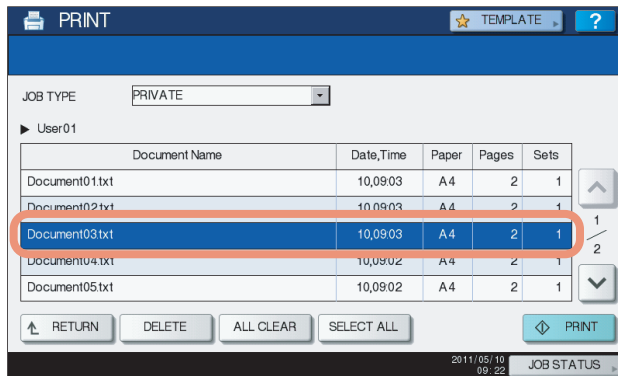 PRINT
TEMPLATE
?
JOB TYPE PRIVATE
User01
Document Name Date,Time Paper Pages Sets
Document01.txt 10,09:03 A4 2 1
Document02.txt 10,09:03 A4 2 1
Document03.txt 10,09:03 A4 2 1
Document04.txt 10,09:02 A4 2 1
Document05.txt 10,09:02 A4 2 1
1
2
RETURN DELETE ALL CLEAR SELECT ALL PRINT
2011/05/10
09:22
JOB STATUS